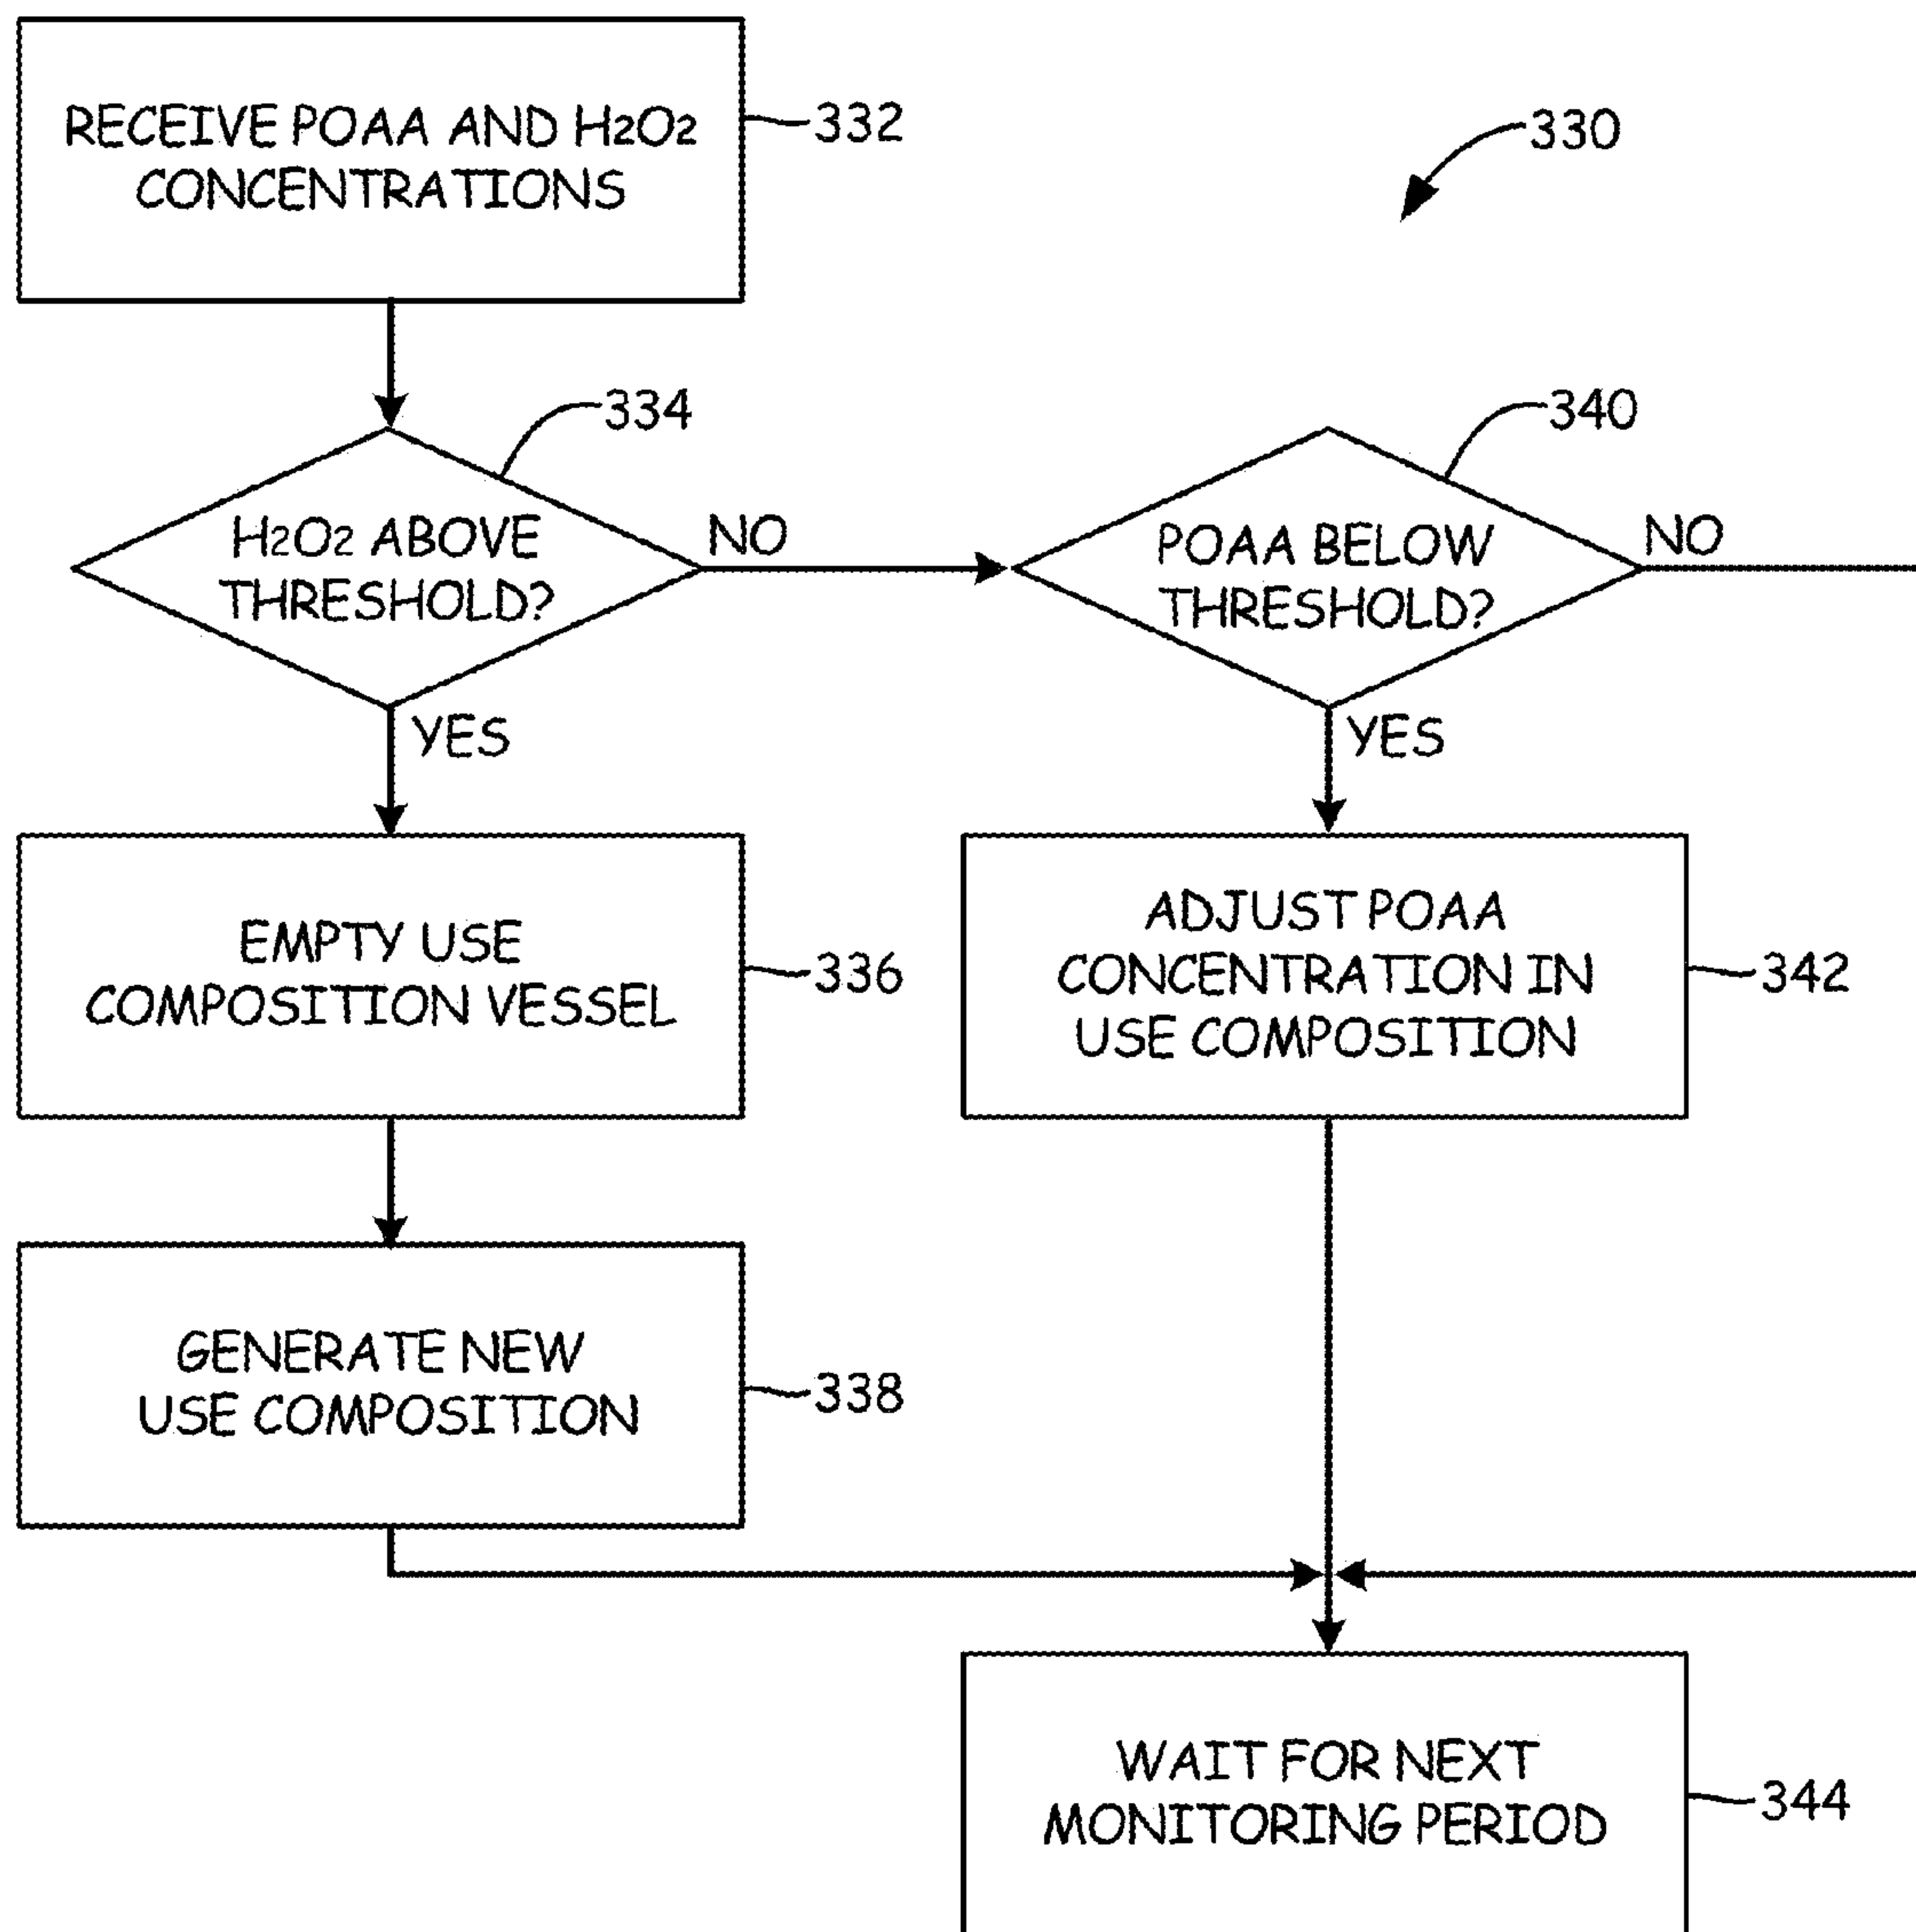 RECEIVE POAA AND H2O2
CONCENTRATIONS
332
330
334
H2O2 ABOVE
THRESHOLD?
NO
340
POAA BELOW
THRESHOLD?
NO
YES
YES
EMPTY USE
COMPOSITION VESSEL
336
ADJUST POAA
CONCENTRATION IN
USE COMPOSITION
342
GENERATE NEW
USE COMPOSITION
338
WAIT FOR NEXT
MONITORING PERIOD
344